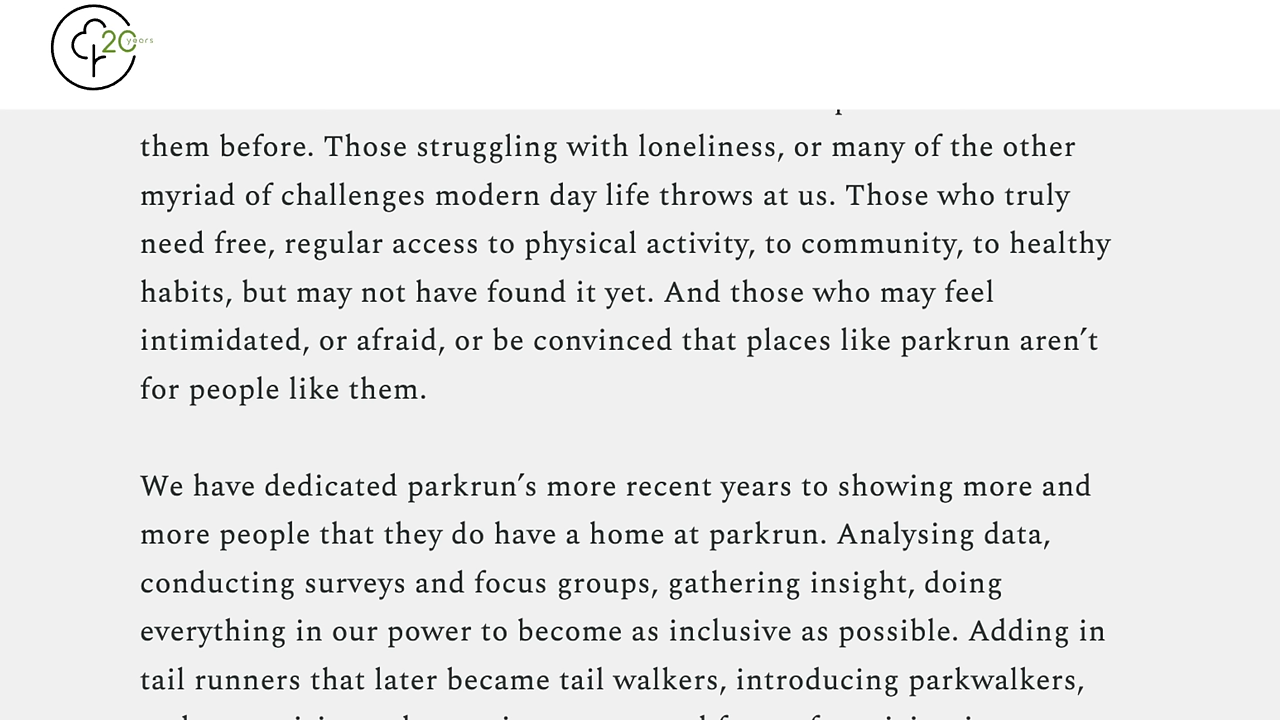 20 years
them before. Those struggling with loneliness, or many of the other
myriad of challenges modern day life throws at us. Those who truly
need free, regular access to physical activity, to community, to healthy
habits, but may not have found it yet. And those who may feel
intimidated, or afraid, or be convinced that places like parkrun aren’t
for people like them.
We have dedicated parkrun’s more recent years to showing more and
more people that they do have a home at parkrun. Analysing data,
conducting surveys and focus groups, gathering insight, doing
everything in our power to become as inclusive as possible. Adding in
tail runners that later became tail walkers, introducing parkwalkers,